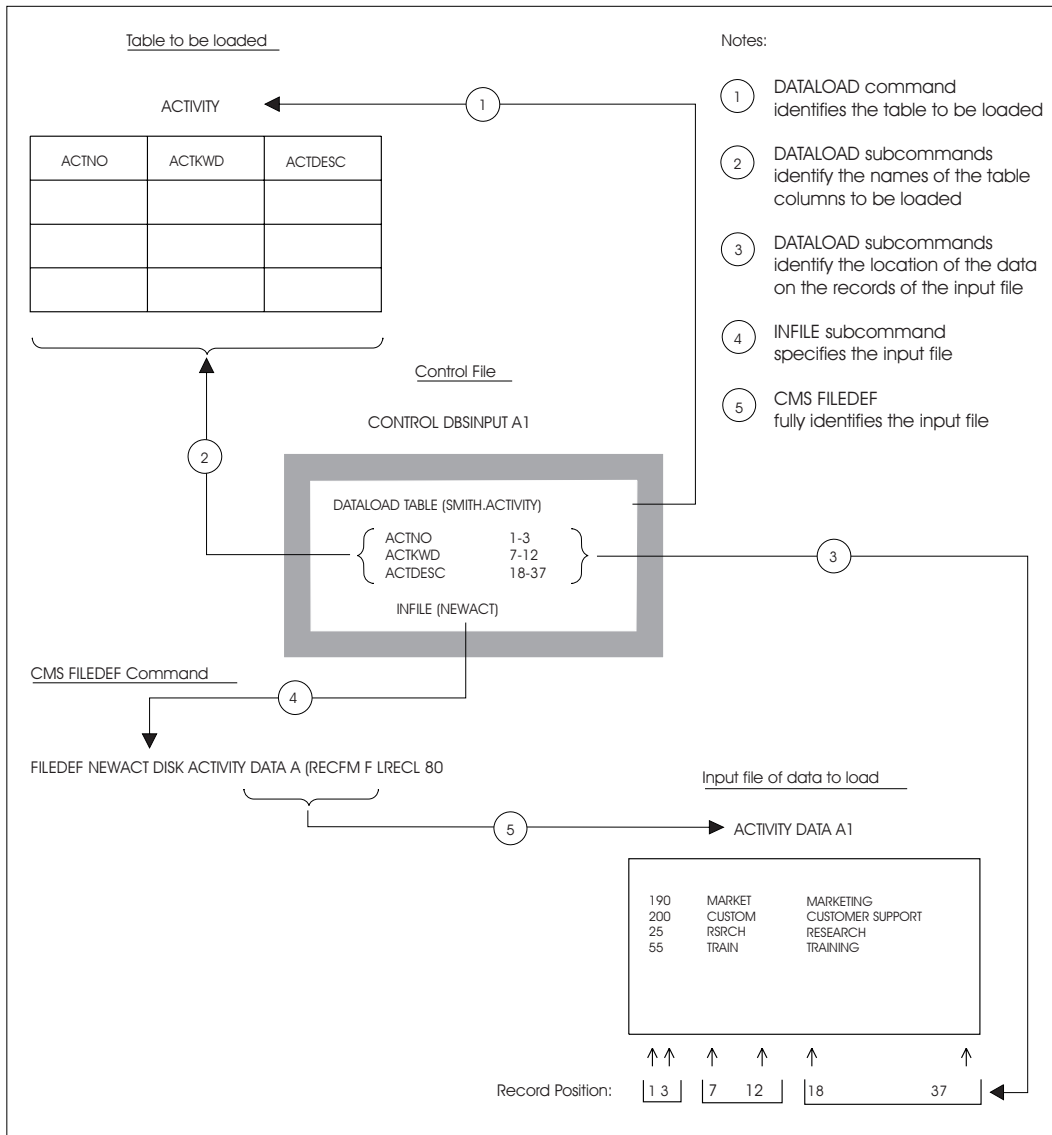 Table to be loaded
ACTIVITY
1
ACTNO ACTKWD ACTDESC
2
Notes:
1 DATALOAD command
identifies the table to be loaded
2 DATALOAD subcommands
identify the names of the table
columns to be loaded
3 DATALOAD subcommands
identify the location of the data
on the records of the input file
4 INFILE subcommand
specifies the input file
5 CMS FILEDEF
fully identifies the input file
Control File
CONTROL DBSINPUT A1
DATALOAD TABLE (SMITH.ACTIVITY)
ACTNO 1-3
ACTKWD 7-12
ACTDESC 18-37
INFILE (NEWACT)
3
CMS FILEDEF Command
4
FILEDEF NEWACT DISK ACTIVITY DATA A (RECFM F LRECL 80
5
Input file of data to load
ACTIVITY DATA A1
190 MARKET MARKETING
200 CUSTOM CUSTOMER SUPPORT
25 RSRCH RESEARCH
55 TRAIN TRAINING
Record Position: 1 3 7 12 18 37